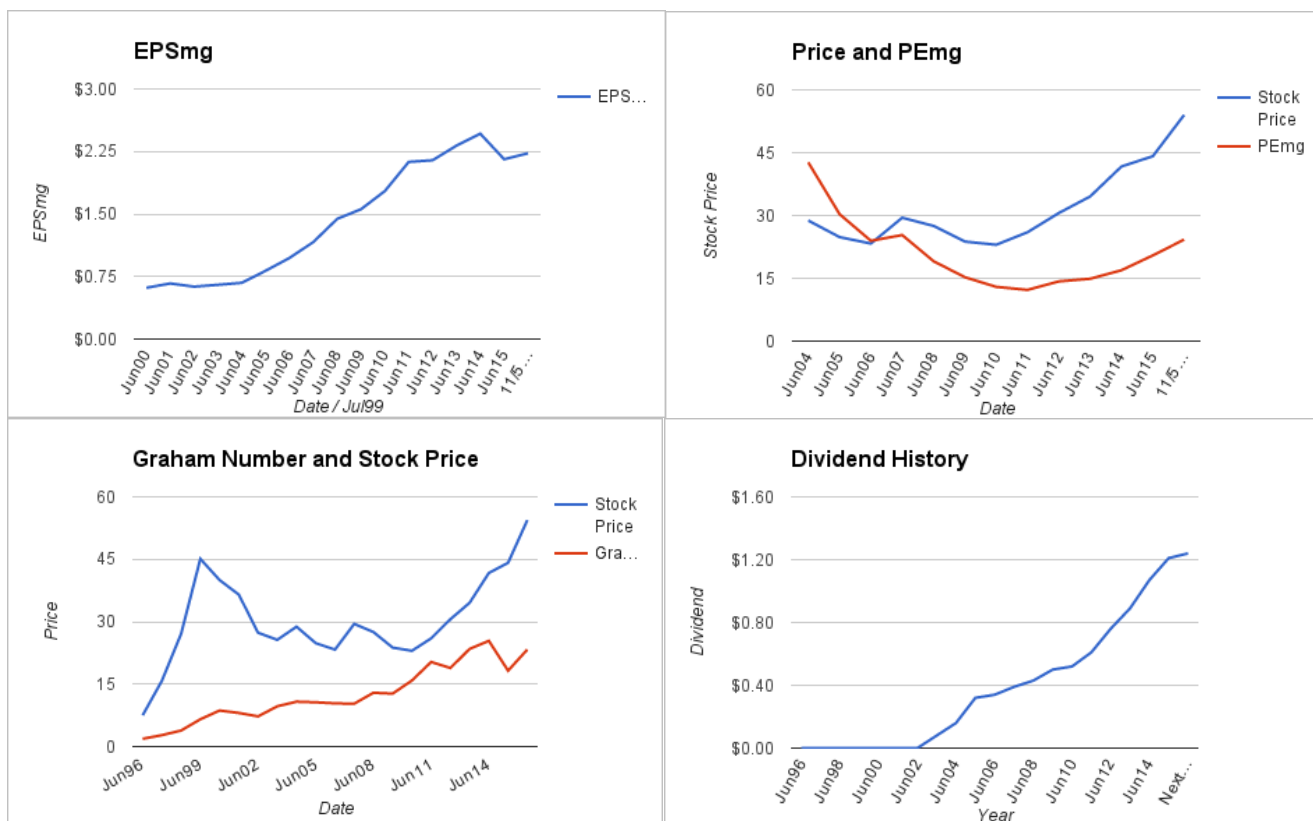 EPSmg
$3.00
$2.25
$1.50
$0.75
$0.00
EPSmg
EPS...
Jun00
Jun01
Jun02
Jun03
Jun04
Jun05
Jun06
Jun07
Jun08
Jun09
Jun10
Jun11
Jun12
Jun13
Jun14
Jun15
11/5 ...
Date / Jul99
Price and PEmg
60
45
30
15
0
Stock Price
Stock
Price
PEmg
Jun04
Jun05
Jun06
Jun07
Jun08
Jun09
Jun10
Jun11
Jun12
Jun13
Jun14
Jun15
11/5 ...
Date
Graham Number and Stock Price
60
45
30
15
0
Price
Stock
Price
Gra...
Jun96
Jun99
Jun02
Jun05
Jun08
Jun11
Jun14
Date
Dividend History
$1.60
$1.20
$0.80
$0.40
$0.00
Dividend
Jun96
Jun98
Jun00
Jun02
Jun04
Jun06
Jun08
Jun10
Jun12
Jun14
Next...
Year